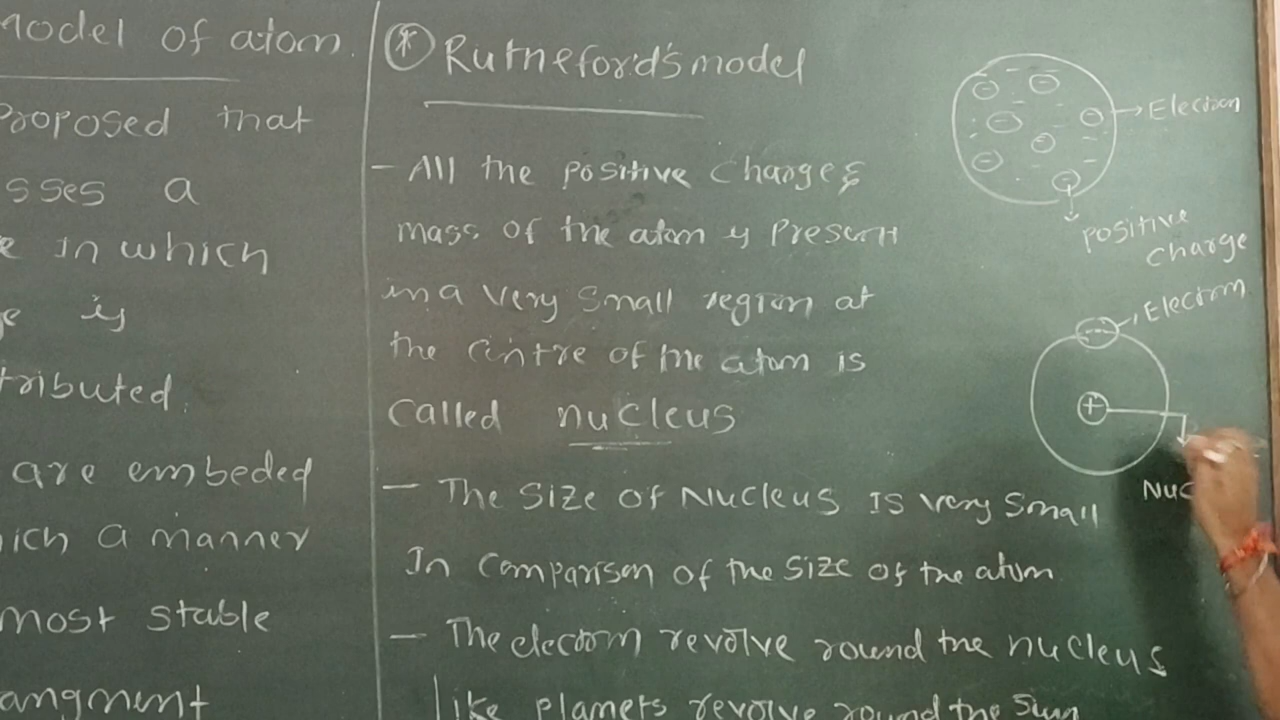 Model of atom.
Proposed that
sses a
e in which
is
tributed.
are embeded
ich a manner
most stable
angment
* Rutheford's model
- All the positive charge &
mass of the atom is present
in a very small region at
the centre of the atom is
called nucleus
- The size of Nucleus is very small
In comparison of the size of the atom
- The electron revolve round the nucleus
like planets revolve round the sun
Electron
positive
charge
Electron
+
Nuc